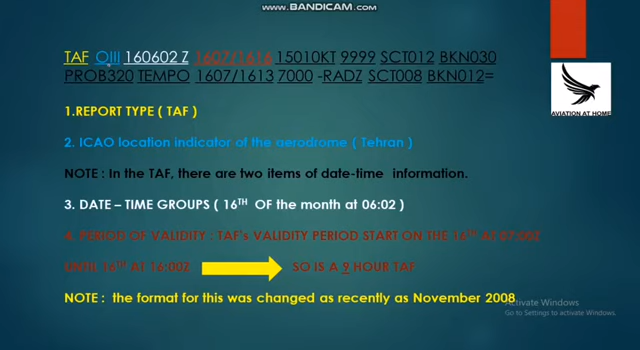 www.BANDICAM.com
TAF OIII 160602 Z 1607/1616 15010KT 9999 SCT012 BKN030
PROB320 TEMPO 1607/1613 7000 -RADZ SCT008 BKN012=
AVIATION AT HOME
1.REPORT TYPE ( TAF )
2. ICAO location indicator of the aerodrome ( Tehran )
NOTE : In the TAF, there are two items of date-time information.
3. DATE – TIME GROUPS ( 16TH OF the month at 06:02 )
4. PERIOD OF VALIDITY : TAF's VALIDITY PERIOD START ON THE 16TH AT 07:00Z
UNTIL 16TH AT 16:00Z SO IS A 9 HOUR TAF
NOTE : the format for this was changed as recently as November 2008
Activate Windows
Go to Settings to activate Windows.